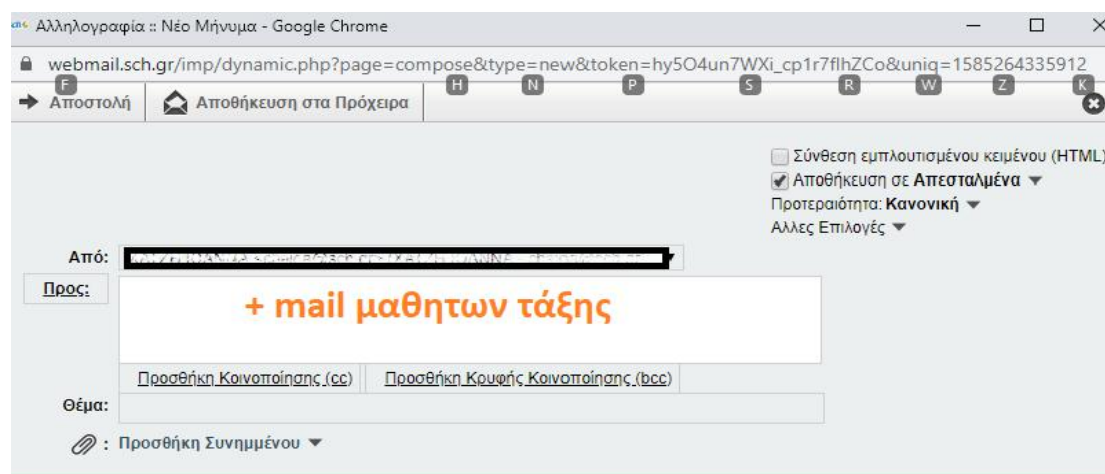 Αλληλογραφία :: Νέο Μήνυμα - Google Chrome
webmail.sch.gr/imp/dynamic.php?page=compose&type=new&token=hy5O4un7WXi_cp1r7flhZCo&uniq=1585264335912
F H N P S R W Z K
Αποστολή Αποθήκευση στα Πρόχειρα
Σύνθεση εμπλουτισμένου κειμένου (HTML)
Αποθήκευση σε Απεσταλμένα
Προτεραιότητα: Κανονική
Αλλες Επιλογές
Από:
Προς:
+ mail μαθητων τάξης
Προσθήκη Κοινοποίησης (cc) Προσθήκη Κρυφής Κοινοποίησης (bcc)
Θέμα:
: Προσθήκη Συνημμένου